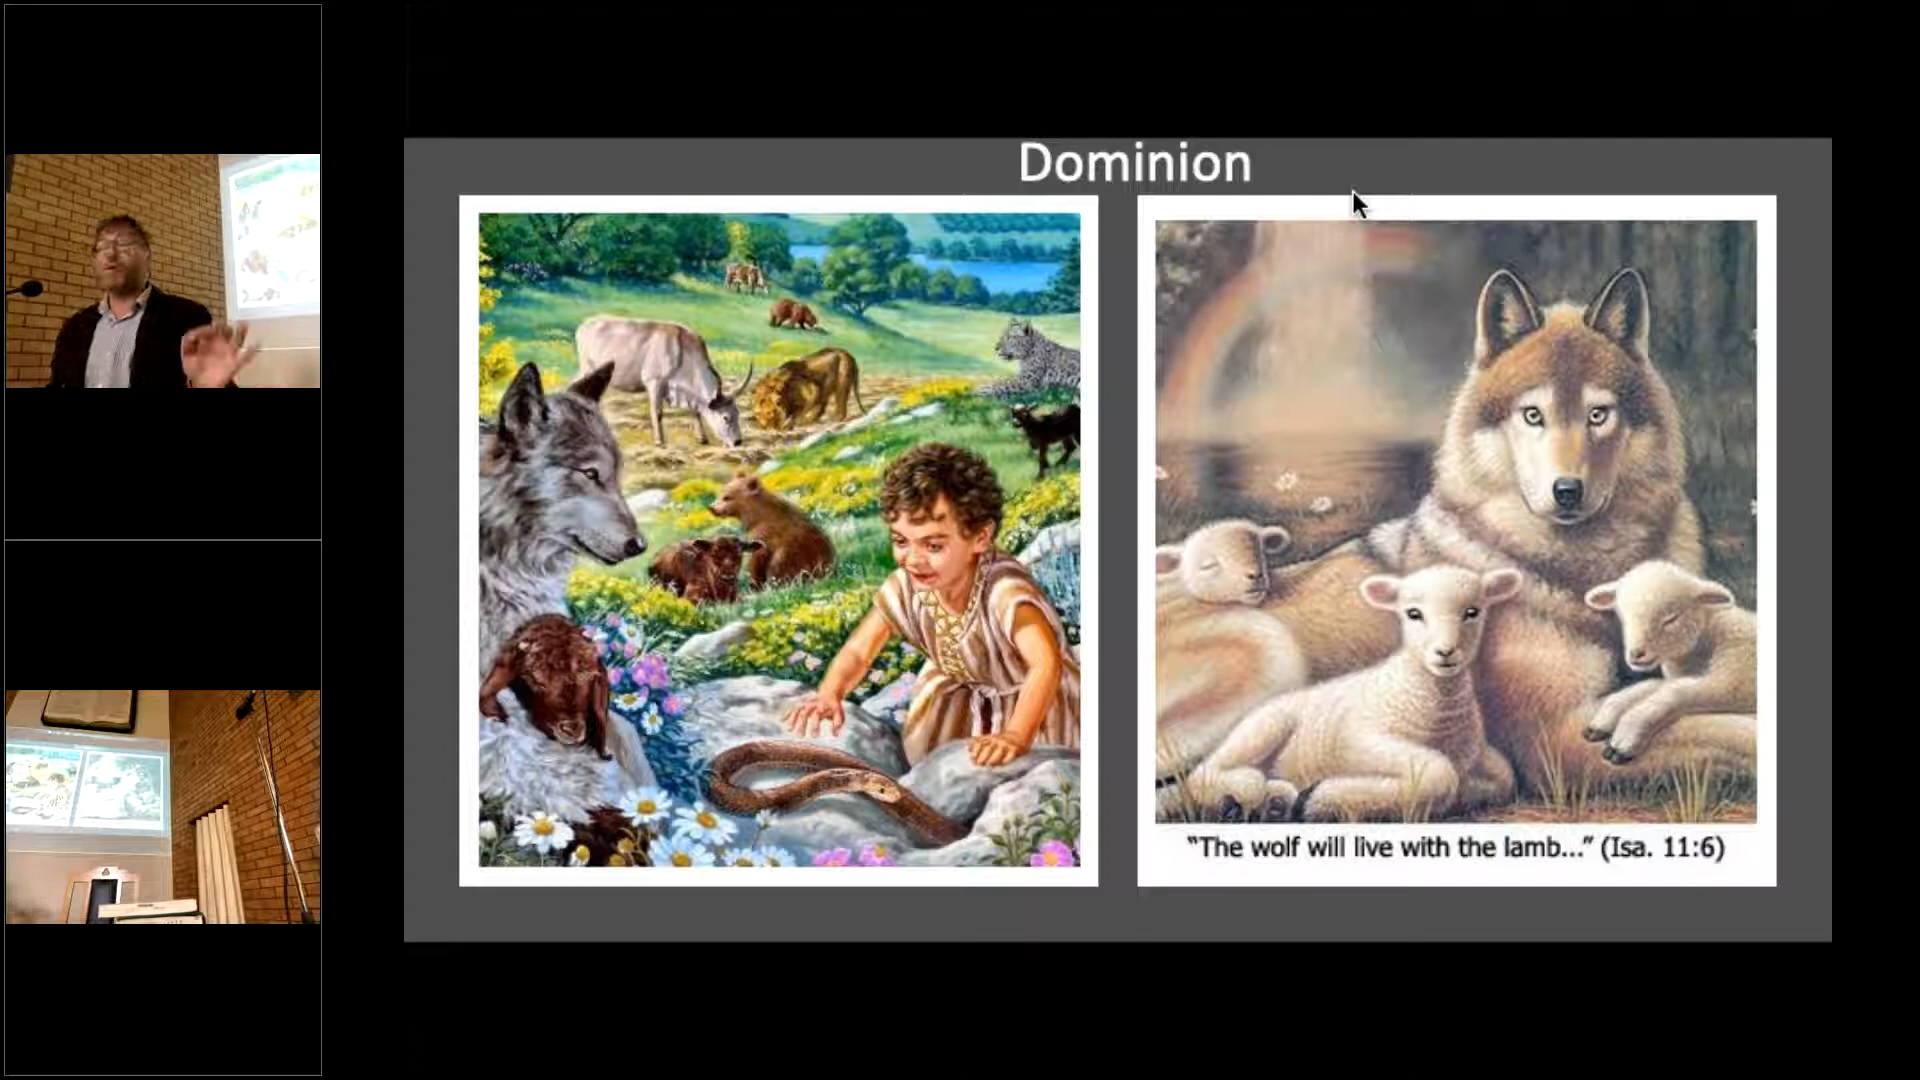 Dominion
“The wolf will live with the lamb...” (Isa. 11:6)